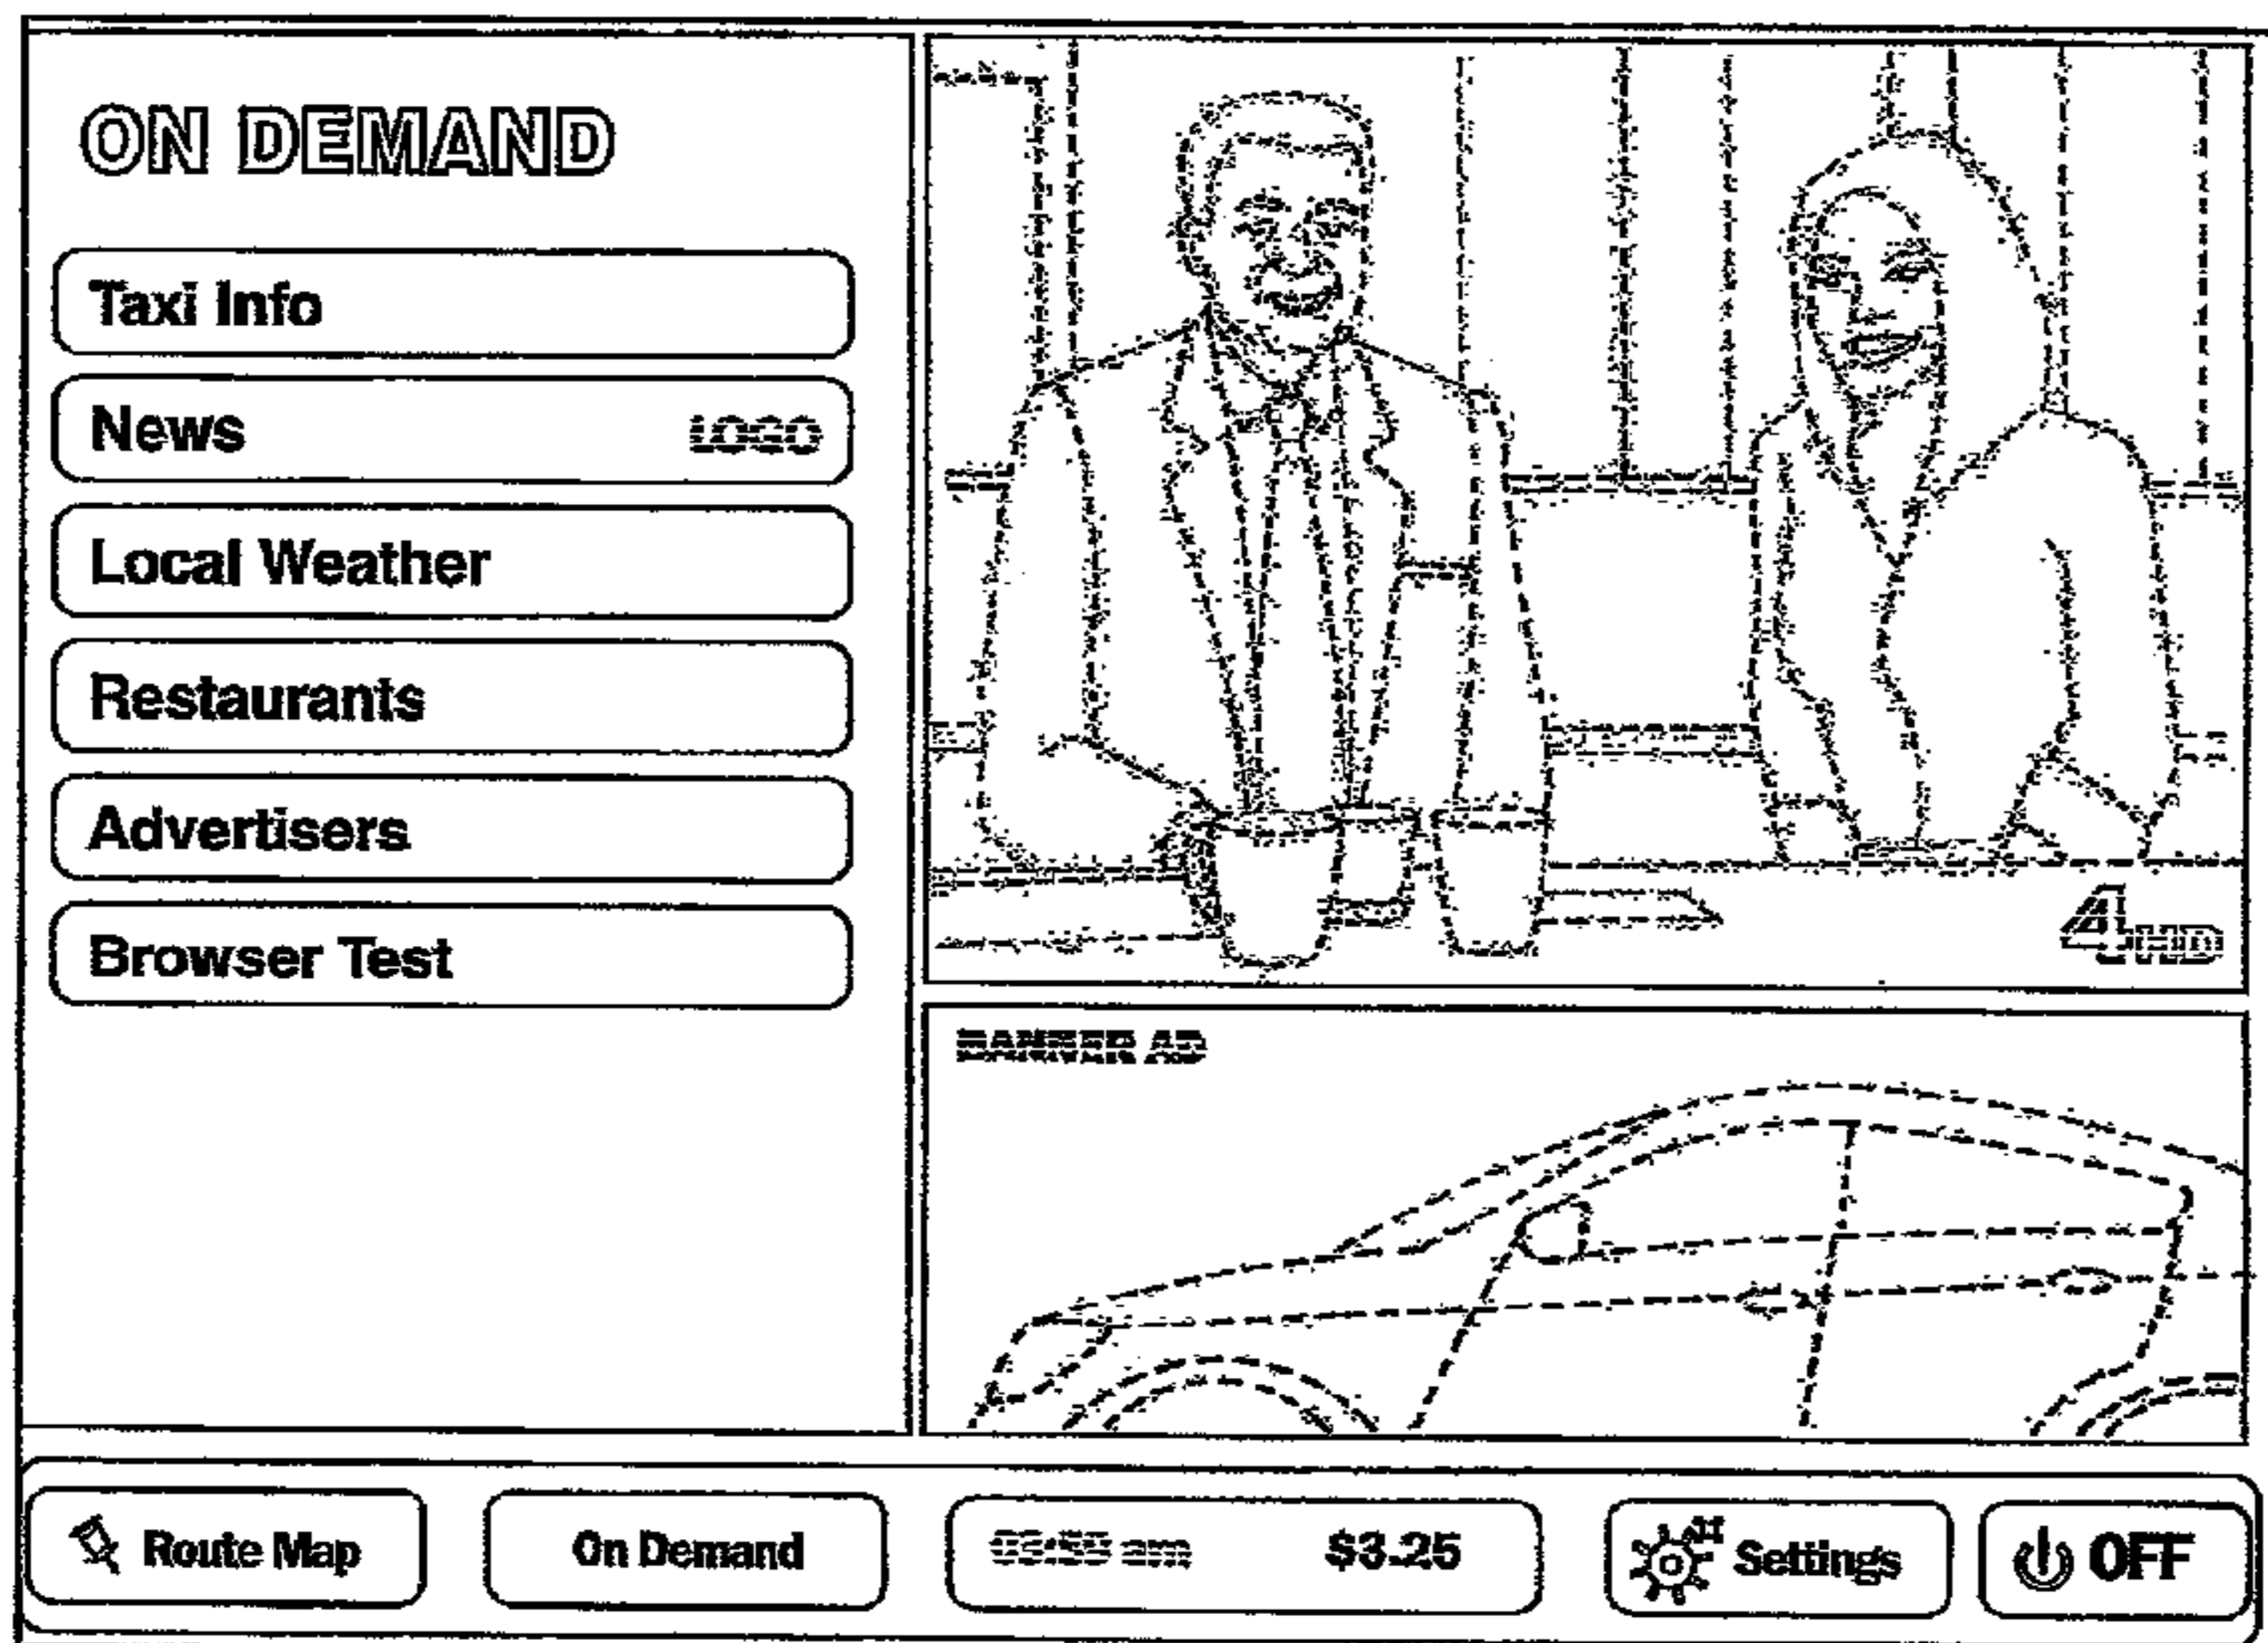 ON DEMAND
Taxi Info
News LOGO
Local Weather
Restaurants
Advertisers
Browser Test
4HD
BANNER AD
Route Map
On Demand
$3.25
Settings
OFF